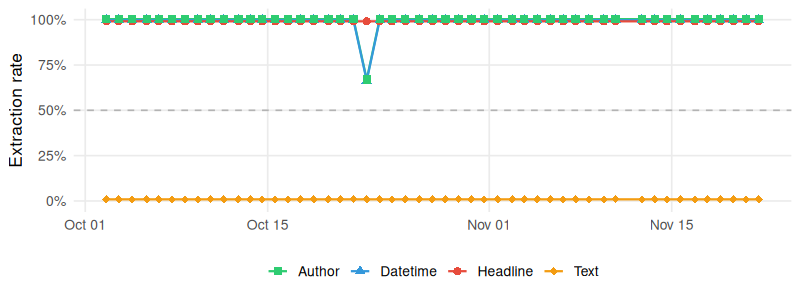 Extraction rate
100%
75%
50%
25%
0%
Oct 01 Oct 15 Nov 01 Nov 15
Author Datetime Headline Text